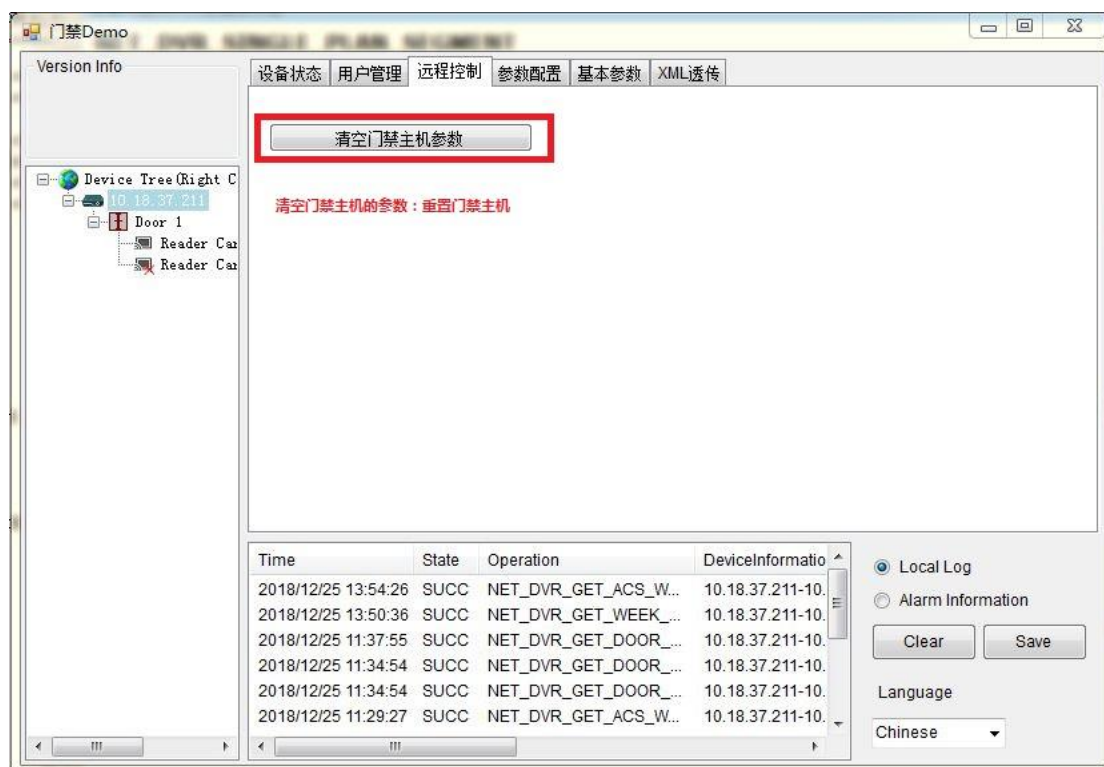 门禁Demo
Version Info
设备状态 用户管理 远程控制 参数配置 基本参数 XML透传
清空门禁主机参数
清空门禁主机的参数：重置门禁主机
Device Tree(Right C
10.18.37.211
Door 1
Reader Car
Reader Car
Time State Operation DeviceInformatio
2018/12/25 13:54:26 SUCC NET_DVR_GET_ACS_W... 10.18.37.211-10.
2018/12/25 13:50:36 SUCC NET_DVR_GET_WEEK_... 10.18.37.211-10.
2018/12/25 11:37:55 SUCC NET_DVR_GET_DOOR_... 10.18.37.211-10.
2018/12/25 11:34:54 SUCC NET_DVR_GET_DOOR_... 10.18.37.211-10.
2018/12/25 11:34:54 SUCC NET_DVR_GET_DOOR_... 10.18.37.211-10.
2018/12/25 11:29:27 SUCC NET_DVR_GET_ACS_W... 10.18.37.211-10.
Local Log
Alarm Information
Clear Save
Language
Chinese